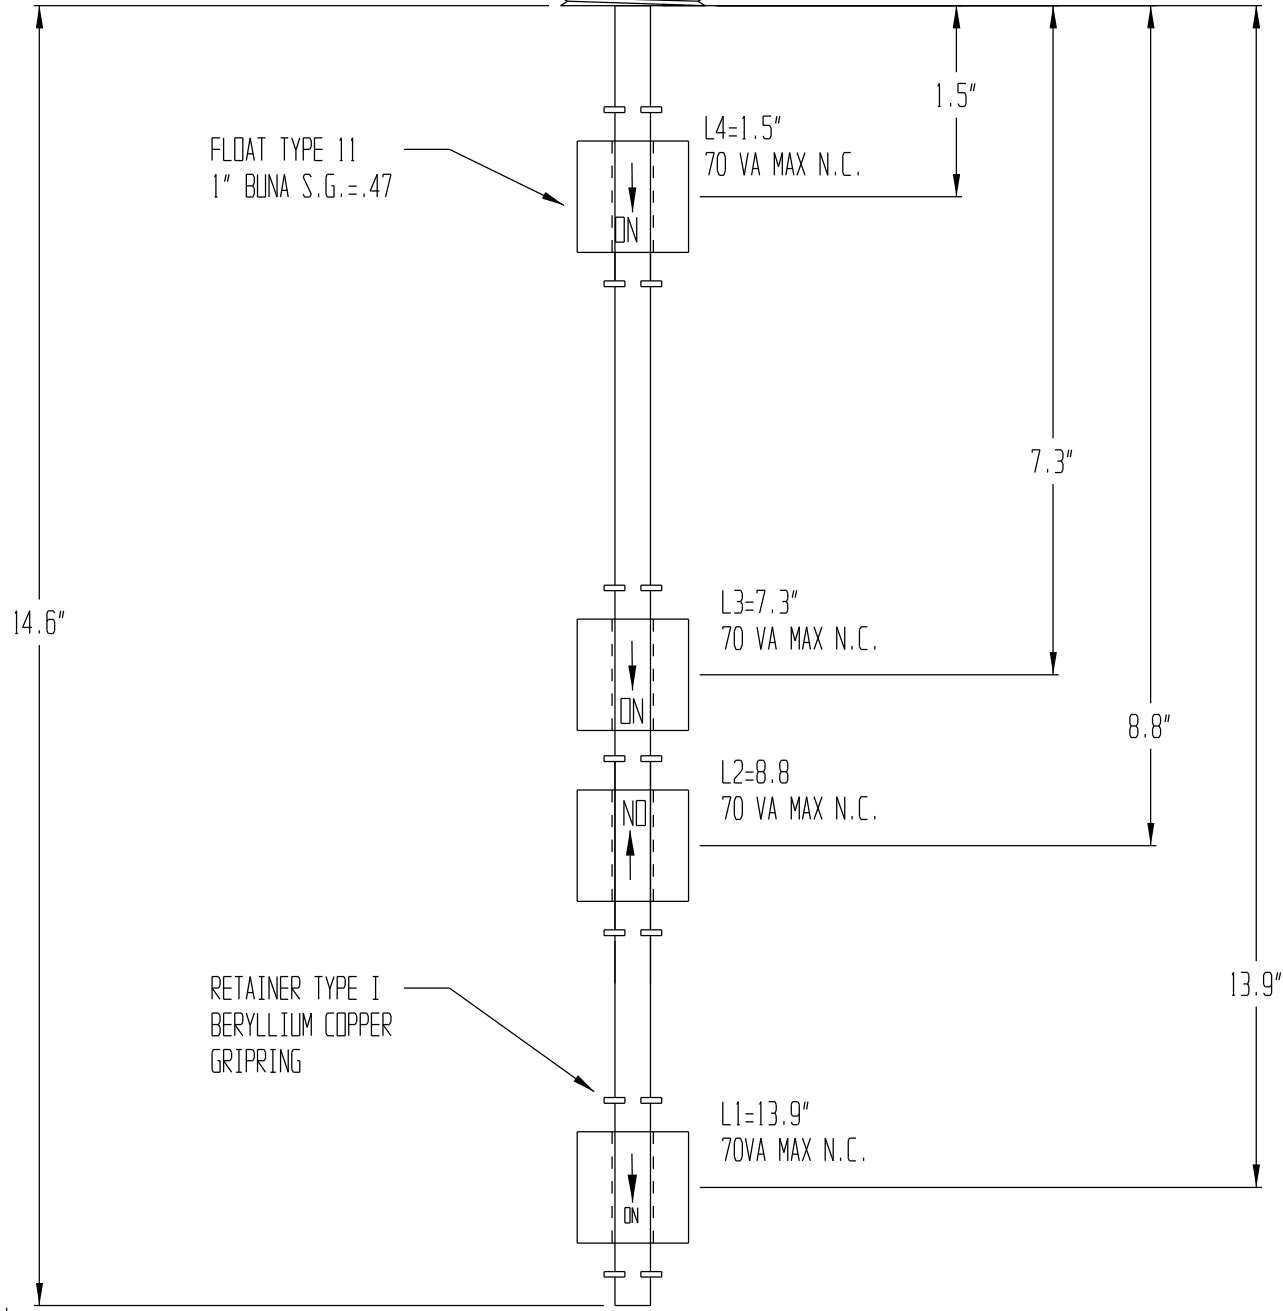 1.5"
L4=1.5"
70 VA MAX N.C.
FLOAT TYPE 11
1" BUNA S.G.=.47
ON
7.3"
14.6"
L3=7.3"
70 VA MAX N.C.
ON
8.8"
L2=8.8
70 VA MAX N.C.
NO
13.9"
RETAINER TYPE I
BERYLLIUM COPPER
GRIPRING
L1=13.9"
70VA MAX N.C.
ON